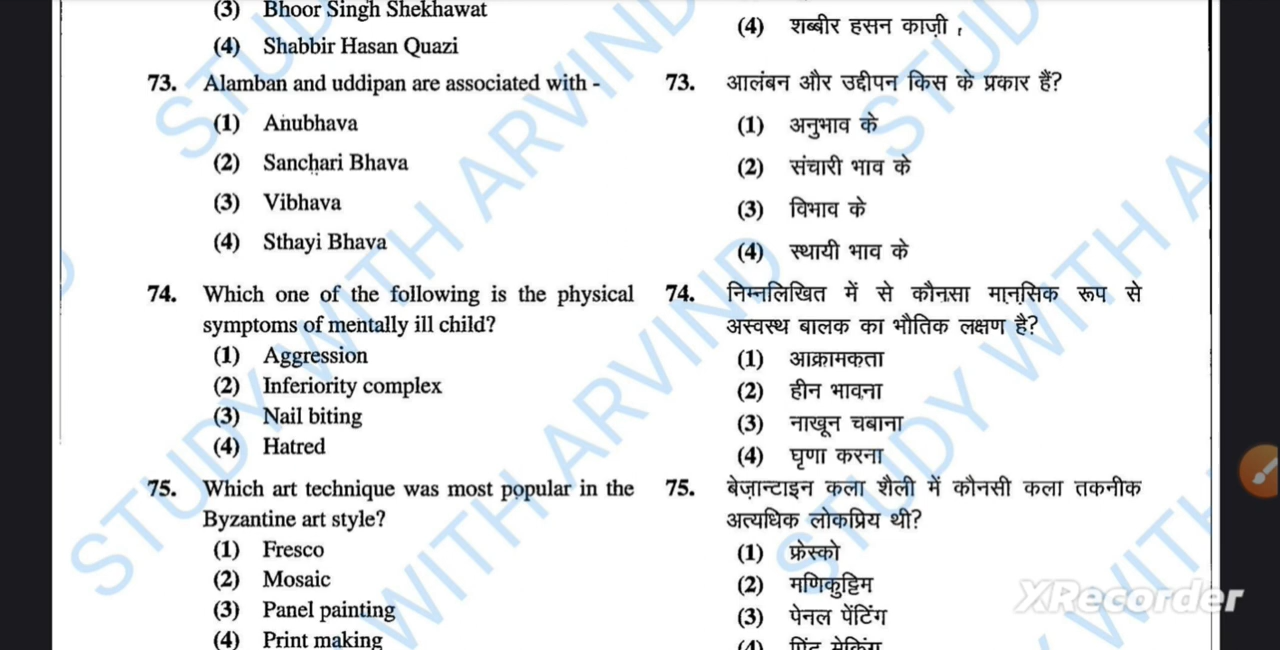 (3) Bhoor Singh Shekhawat
(4) Shabbir Hasan Quazi
73. Alamban and uddipan are associated with -
(1) Anubhava
(2) Sanchari Bhava
(3) Vibhava
(4) Sthayi Bhava
74. Which one of the following is the physical
symptoms of mentally ill child?
(1) Aggression
(2) Inferiority complex
(3) Nail biting
(4) Hatred
75. Which art technique was most popular in the
Byzantine art style?
(1) Fresco
(2) Mosaic
(3) Panel painting
(4) Print making
(4) शब्बीर हसन काज़ी
73. आलंबन और उद्दीपन किस के प्रकार हैं?
(1) अनुभाव के
(2) संचारी भाव के
(3) विभाव के
(4) स्थायी भाव के
74. निम्नलिखित में से कौनसा मानसिक रूप से
अस्वस्थ बालक का भौतिक लक्षण है?
(1) आक्रामकता
(2) हीन भावना
(3) नाखून चबाना
(4) घृणा करना
75. बेज़ान्टाइन कला शैली में कौनसी कला तकनीक
अत्यधिक लोकप्रिय थी?
(1) फ्रेस्को
(2) मणिकुट्टिम
(3) पेनल पेंटिंग
(4) प्रिंट मेकिंग
STUDY WITH ARVIND
XRecorder